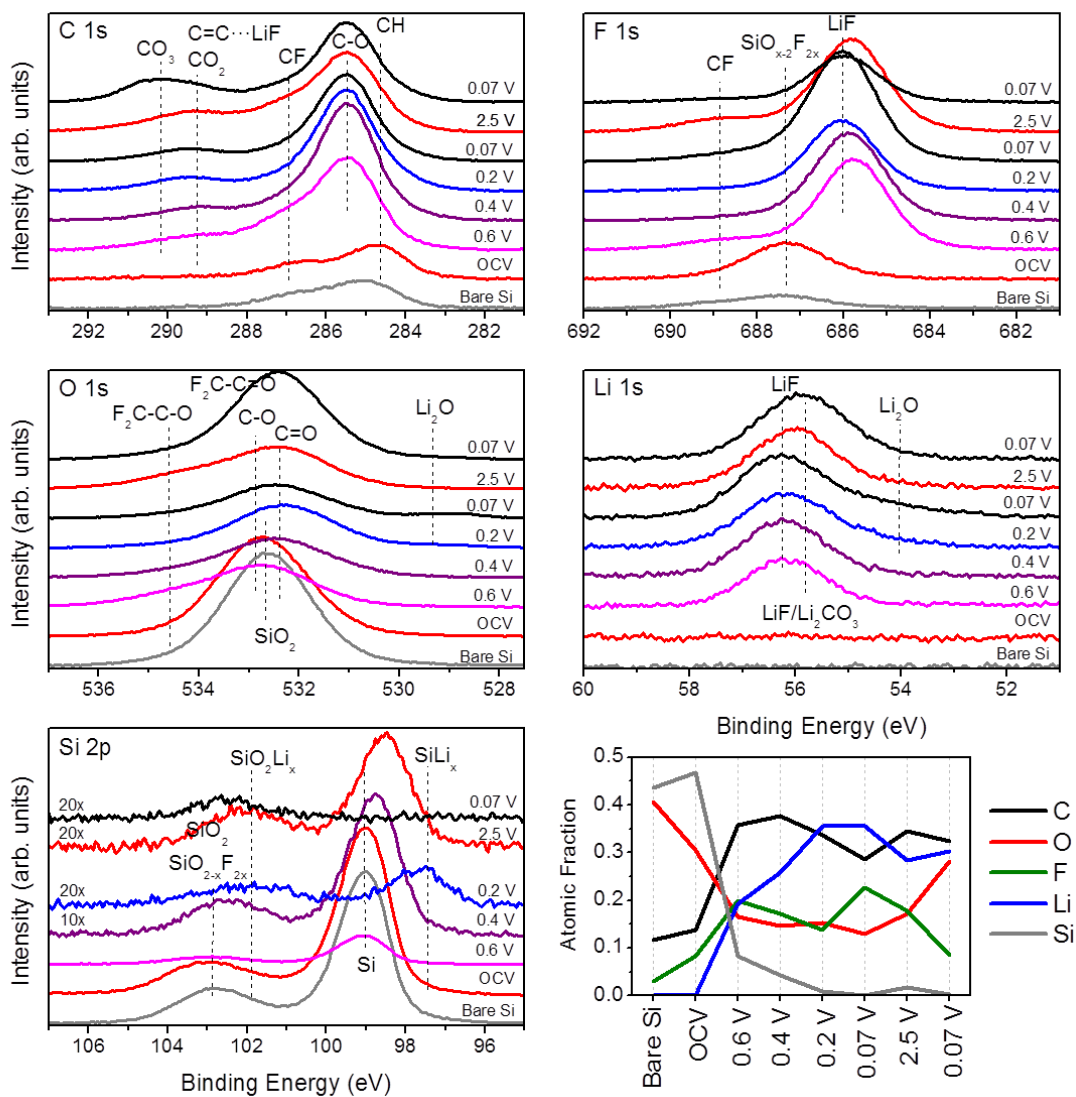 C 1s
CO3
C=C···LiF
CO2
CF
C-O
CH
0.07 V
2.5 V
0.07 V
0.2 V
0.4 V
0.6 V
OCV
Bare Si
292 290 288 286 284 282
Intensity (arb. units)
F 1s
CF
SiOx-2F2x
LiF
0.07 V
2.5 V
0.07 V
0.2 V
0.4 V
0.6 V
OCV
Bare Si
692 690 688 686 684 682
O 1s
F2C-C-O
F2C-C=O
C-O
C=O
Li2O
0.07 V
2.5 V
0.07 V
0.2 V
0.4 V
0.6 V
OCV
SiO2
Bare Si
536 534 532 530 528
Intensity (arb. units)
Li 1s
LiF
Li2O
0.07 V
2.5 V
0.07 V
0.2 V
0.4 V
0.6 V
LiF/Li2CO3
OCV
Bare Si
60 58 56 54 52
Binding Energy (eV)
Si 2p
SiO2Lix
SiLix
20x
0.07 V
20x
SiO2
2.5 V
SiO2-xF2x
20x
0.2 V
10x
0.4 V
0.6 V
Si
OCV
Bare Si
106 104 102 100 98 96
Binding Energy (eV)
Intensity (arb. units)
0.5
0.4
0.3
0.2
0.1
0.0
Atomic Fraction
Bare Si
OCV
0.6 V
0.4 V
0.2 V
0.07 V
2.5 V
0.07 V
C
O
F
Li
Si